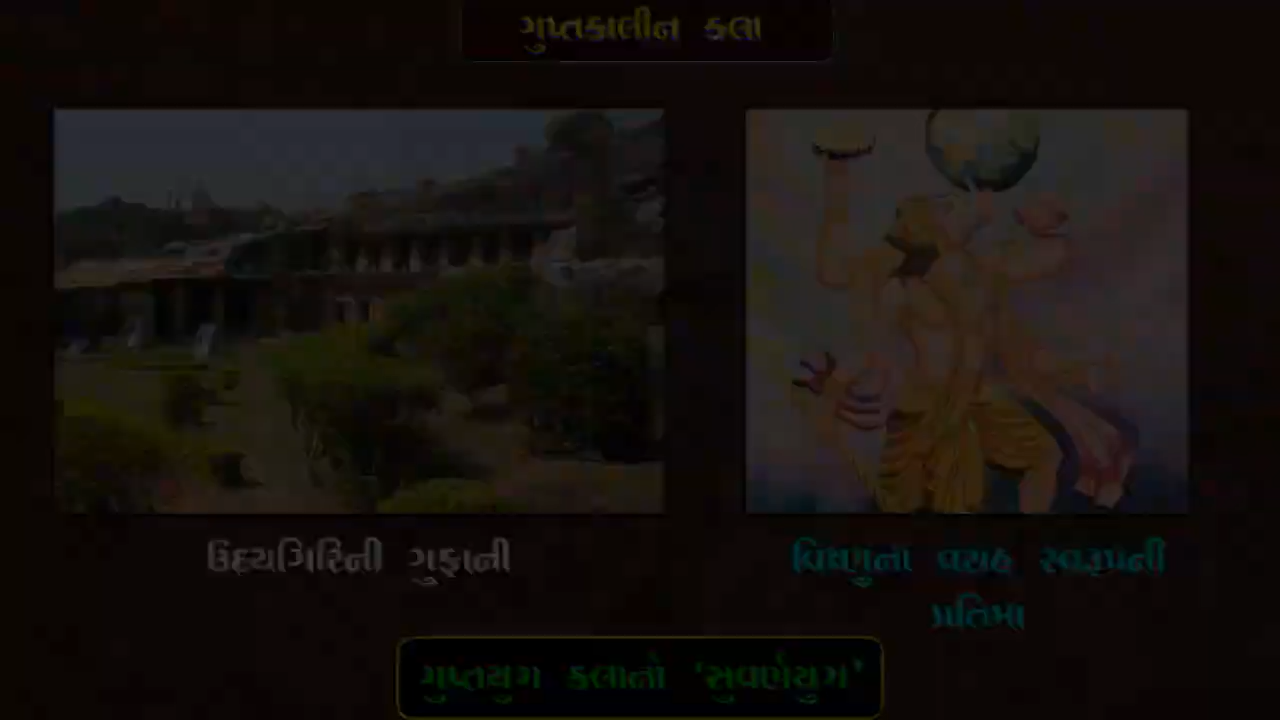 ગુપ્તકાલીન કલા
ઉદયગિરિની ગુફાની
વિષ્ણુના વરાહ સ્વરૂપની
પ્રતિમા
ગુપ્તયુગ કલાનો ‘સુવર્ણયુગ’